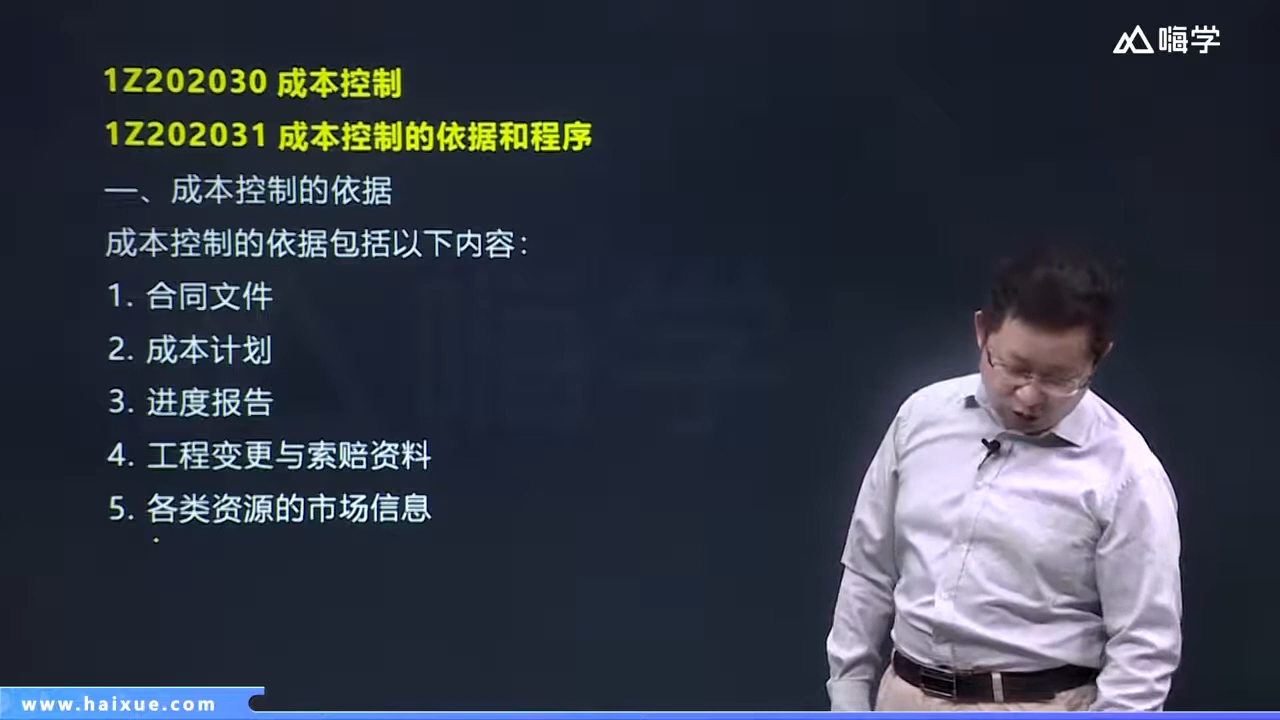 嗨学
1Z202030 成本控制
1Z202031 成本控制的依据和程序
一、成本控制的依据
成本控制的依据包括以下内容：
1. 合同文件
2. 成本计划
3. 进度报告
4. 工程变更与索赔资料
5. 各类资源的市场信息
www.haixue.com